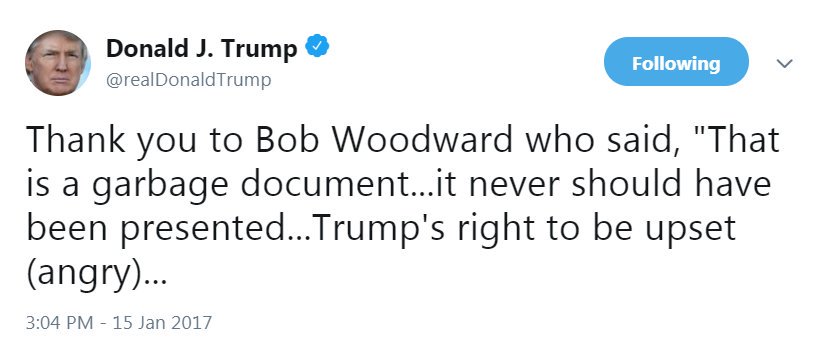 Donald J. Trump
@realDonaldTrump
Following
Thank you to Bob Woodward who said, "That
is a garbage document...it never should have
been presented...Trump's right to be upset
(angry)...
3:04 PM - 15 Jan 2017